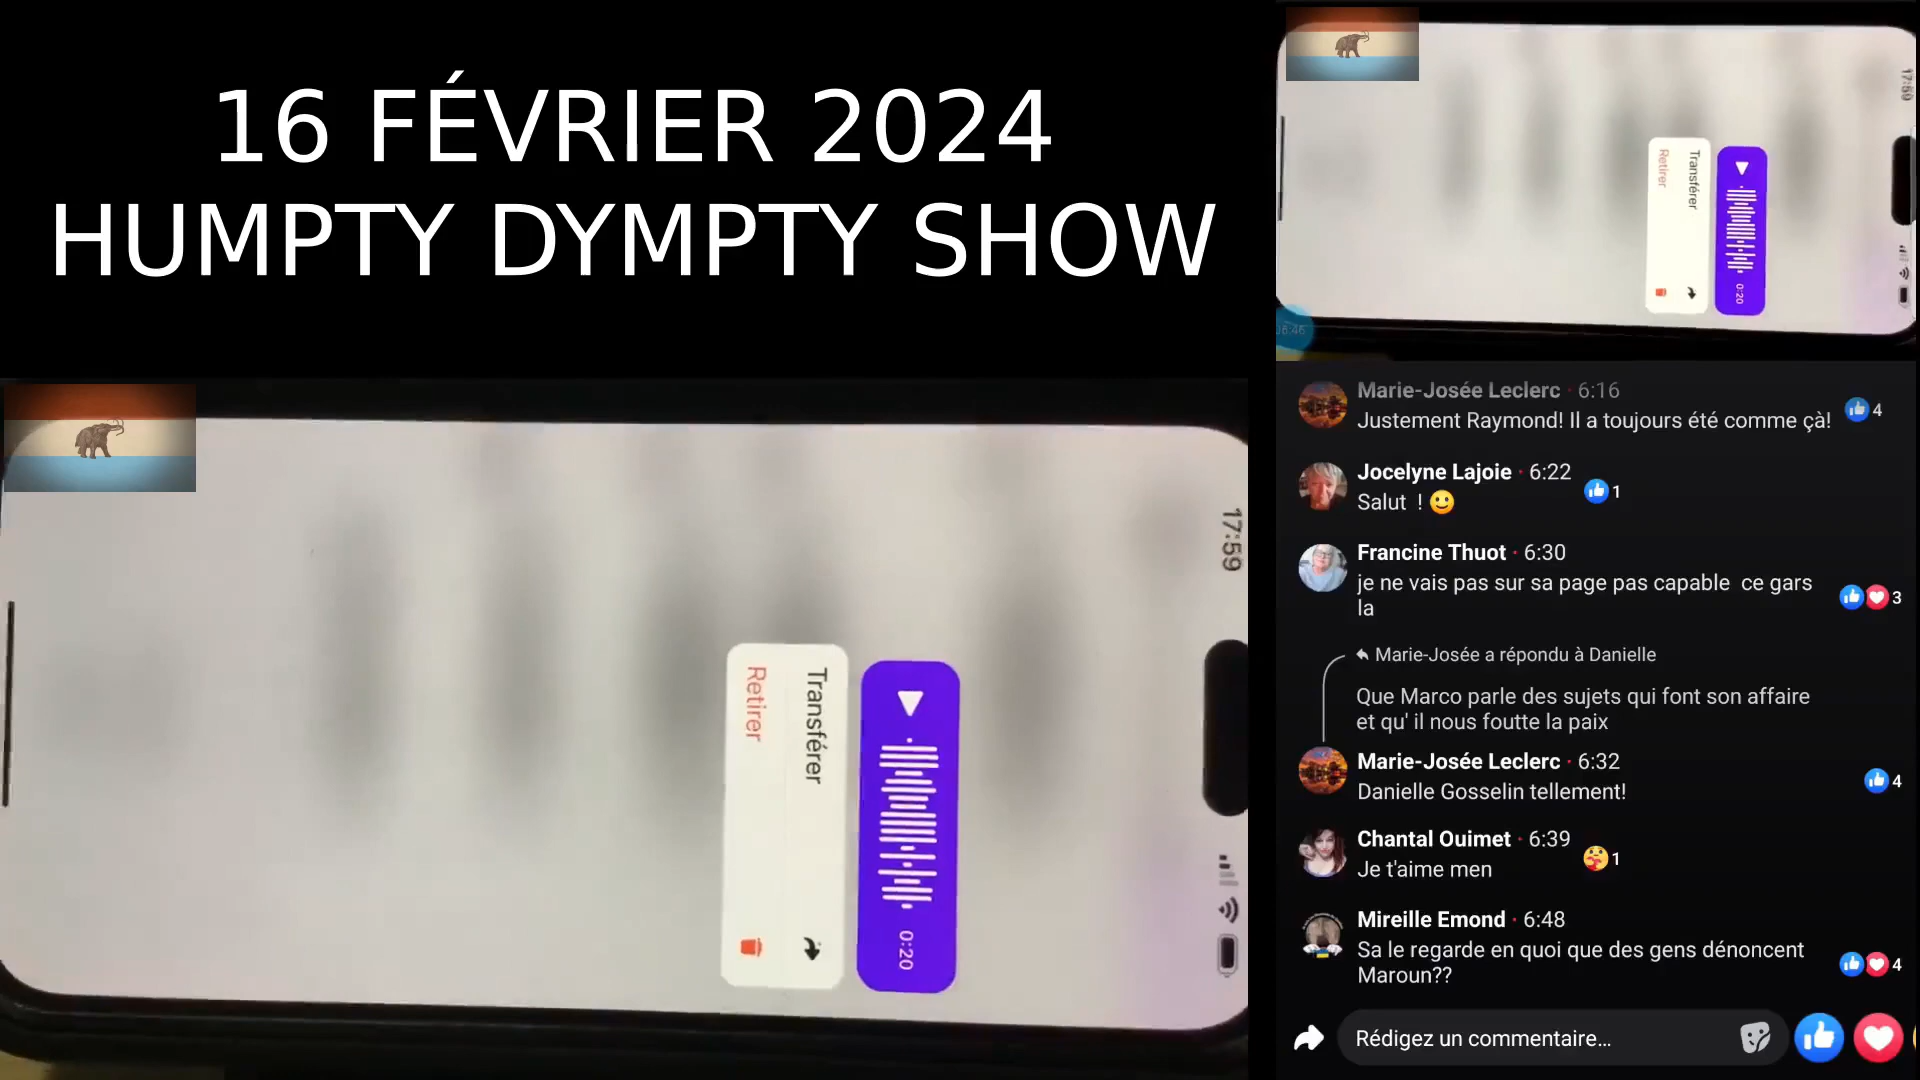 16 FÉVRIER 2024
HUMPTY DYMPTY SHOW
17:59
Transférer
Retirer
0:20
17:59
Transférer
Retirer
0:20
06:46
Marie-Josée Leclerc · 6:16
Justement Raymond! Il a toujours été comme çà!
4
Jocelyne Lajoie · 6:22
Salut ! 🙂
1
Francine Thuot · 6:30
je ne vais pas sur sa page pas capable ce gars
la
3
Marie-Josée a répondu à Danielle
Que Marco parle des sujets qui font son affaire
et qu' il nous foutte la paix
Marie-Josée Leclerc · 6:32
Danielle Gosselin tellement!
4
Chantal Ouimet · 6:39
Je t'aime men
1
Mireille Emond · 6:48
Sa le regarde en quoi que des gens dénoncent
Maroun??
4
Rédigez un commentaire...